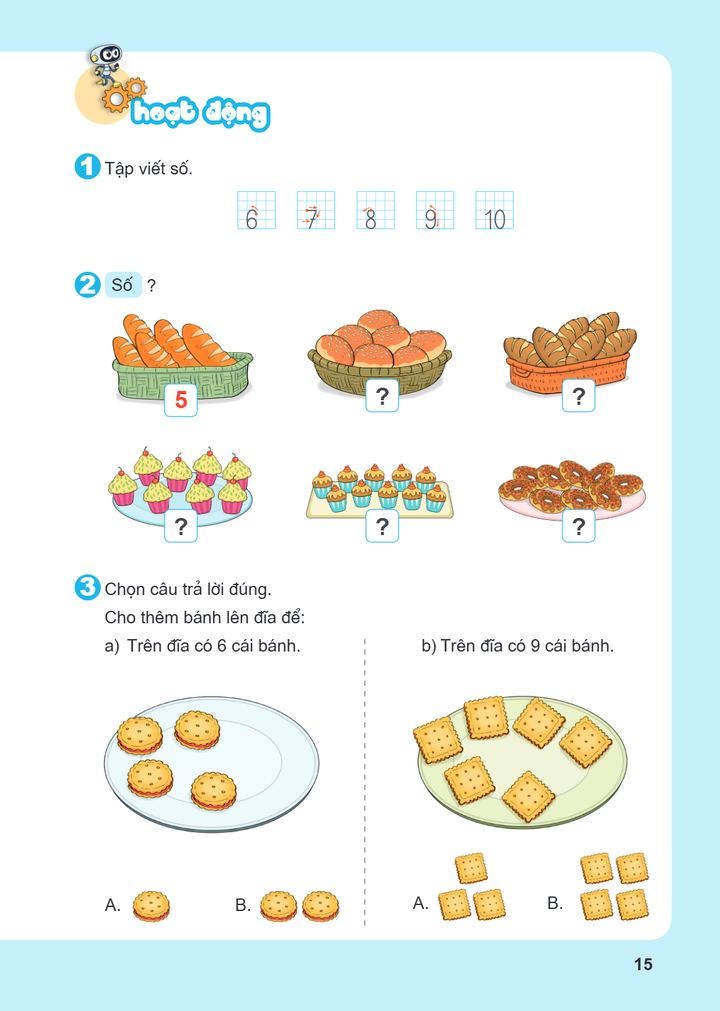 hoạt động
1 Tập viết số.
6 7 8 9 10
2 Số ?
5 ? ?
? ? ?
3 Chọn câu trả lời đúng.
Cho thêm bánh lên đĩa để:
a) Trên đĩa có 6 cái bánh.
b) Trên đĩa có 9 cái bánh.
A. B.
A. B.
15